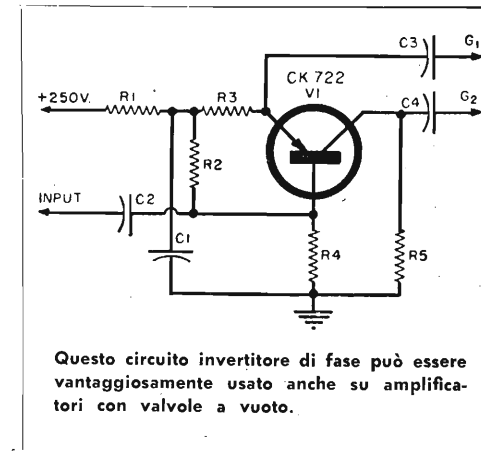 C3
G1
CK 722
V1
+250V.
R1
R3
C4
G2
R2
INPUT
C2
C1
R4
R5
Questo circuito invertitore di fase può essere
vantaggiosamente usato anche su amplifica-
tori con valvole a vuoto.